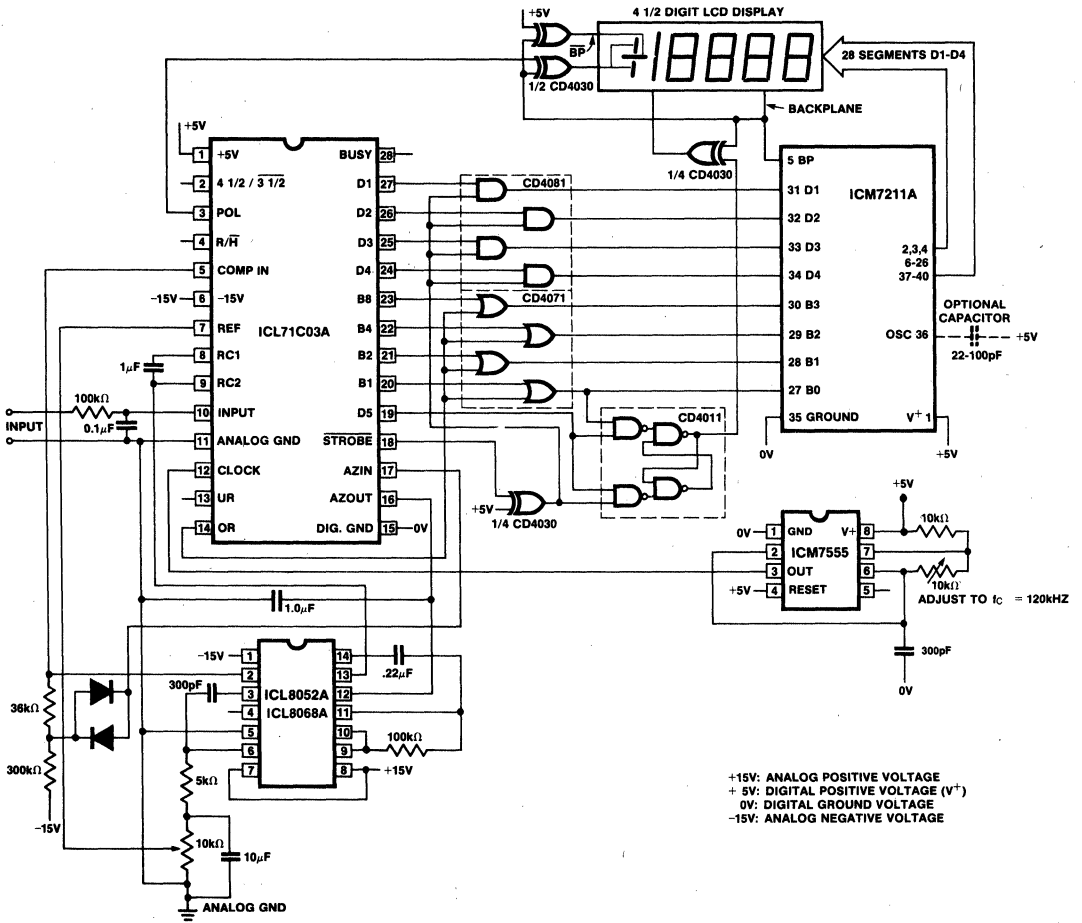 +5V
4 1/2 DIGIT LCD DISPLAY
BP
1/2 CD4030
28 SEGMENTS D1-D4
BACKPLANE
1/4 CD4030
+5V
1 +5V
2 4 1/2 / 3 1/2
3 POL
4 R/H
5 COMP IN
-15V 6 -15V
7 REF
8 RC1
9 RC2
10 INPUT
11 ANALOG GND
12 CLOCK
13 UR
14 OR
ICL71C03A
BUSY 28
D1 27
D2 26
D3 25
D4 24
B8 23
B4 22
B2 21
B1 20
D5 19
STROBE 18
AZIN 17
AZOUT 16
DIG. GND 15 0V
1μF
100kΩ
INPUT
0.1μF
CD4081
CD4071
CD4011
+5V
1/4 CD4030
5 BP
ICM7211A
31 D1
32 D2
33 D3
34 D4
30 B3
29 B2
28 B1
27 B0
35 GROUND
2,3,4
6-26
37-40
OSC 36
V+ 1
OPTIONAL
CAPACITOR
+5V
22-100pF
0V
+5V
+5V
0V 1 GND
2
3 OUT
+5V 4 RESET
ICM7555
V+ 8
7
6
5
10kΩ
10kΩ
ADJUST TO fC = 120kHZ
300pF
0V
1.0μF
-15V 1
2
300pF 3
4
5
6
7
ICL8052A
ICL8068A
14
13
12
11
10
9
8
.22μF
100kΩ
+15V
36kΩ
300kΩ
-15V
5kΩ
10kΩ
10μF
ANALOG GND
+15V: ANALOG POSITIVE VOLTAGE
+ 5V: DIGITAL POSITIVE VOLTAGE (V+)
0V: DIGITAL GROUND VOLTAGE
-15V: ANALOG NEGATIVE VOLTAGE